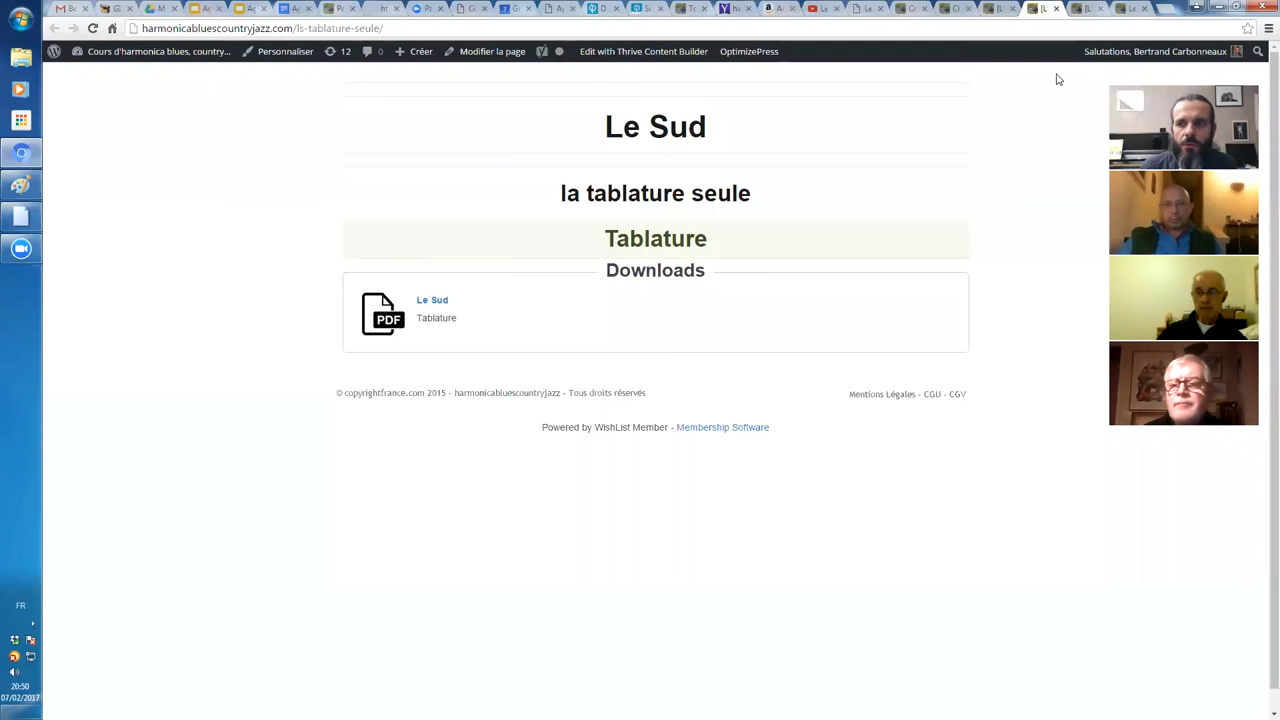 harmonicabluescountryjazz.com/ls-tablature-seule/
Cours d'harmonica blues, country... Personnaliser 12 0 Créer Modifier la page Edit with Thrive Content Builder OptimizePress Salutations, Bertrand Carbonneaux
Le Sud
la tablature seule
Tablature
Downloads
PDF
Le Sud
Tablature
© copyrightfrance.com 2015 - harmonicabluescountryjazz - Tous droits réservés
Mentions Légales - CGU - CGV
Powered by WishList Member - Membership Software
FR
20:50
07/02/2017